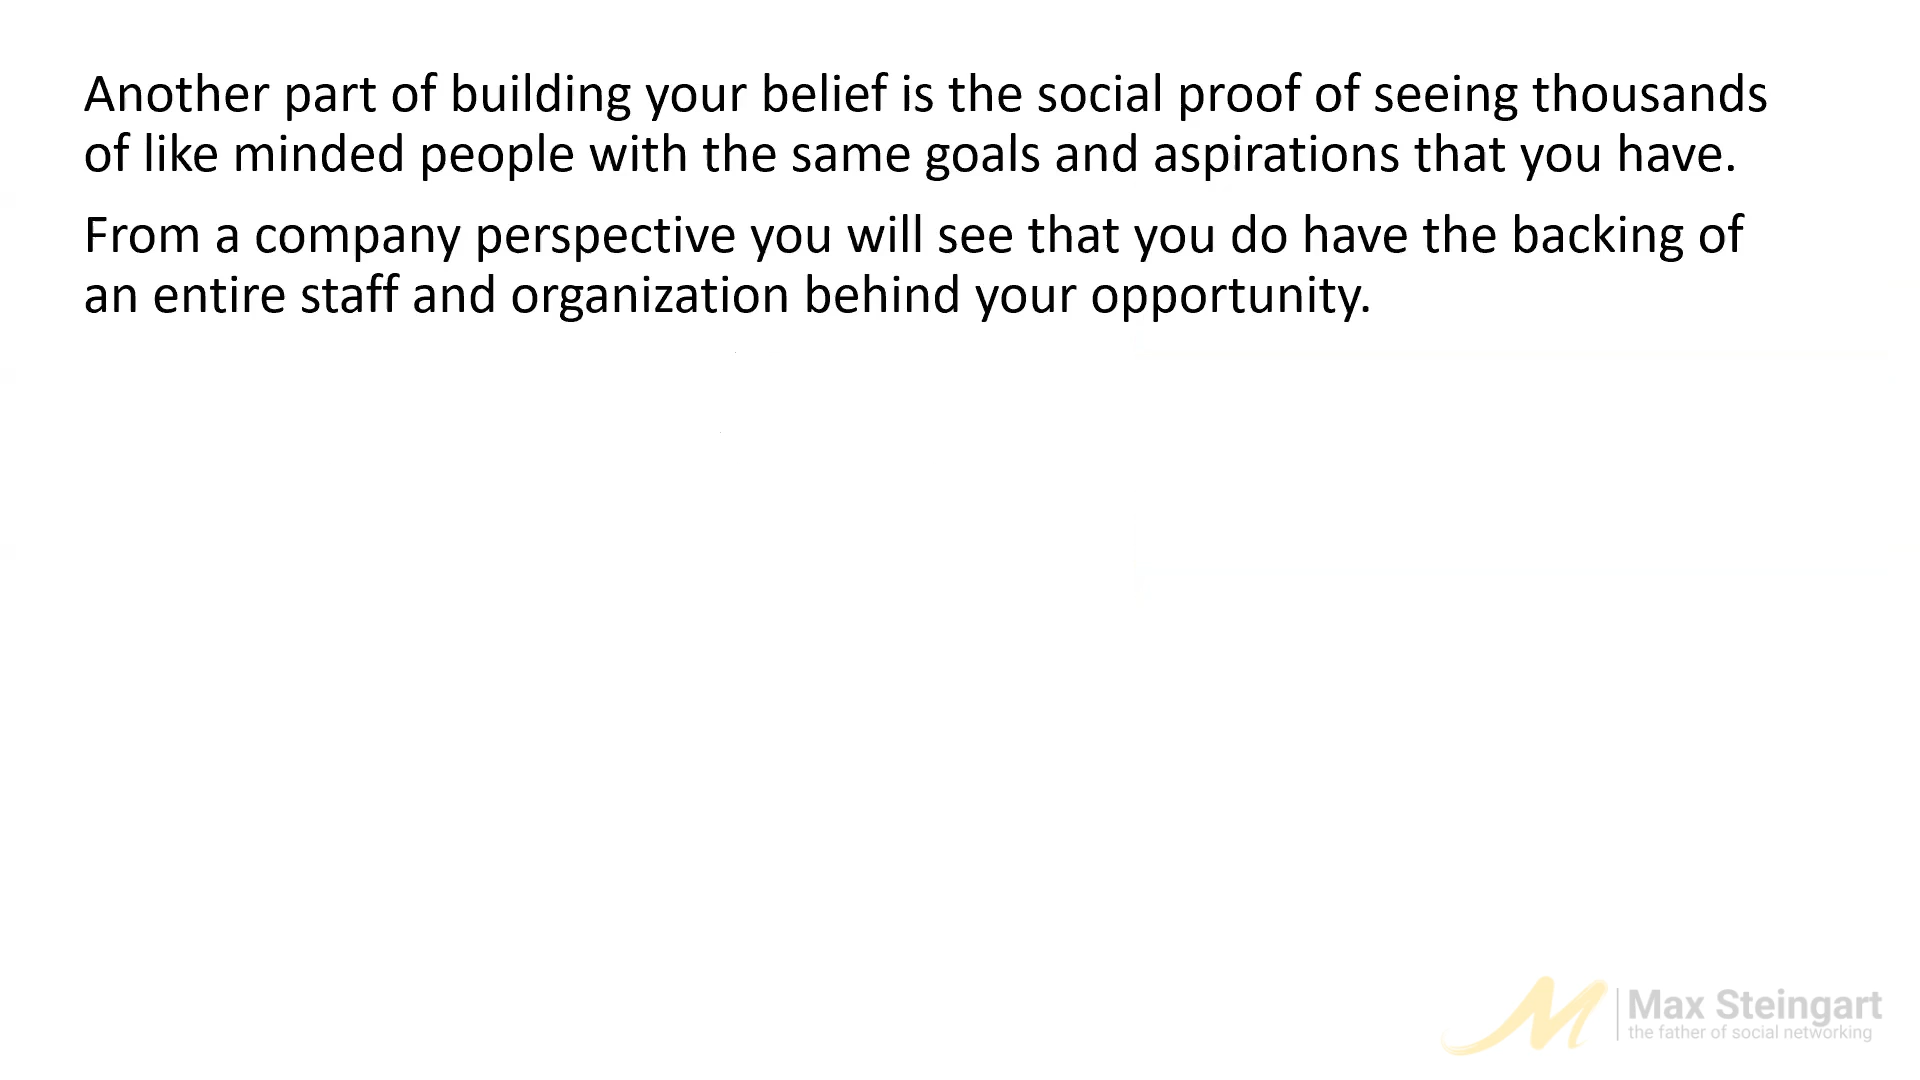 Another part of building your belief is the social proof of seeing thousands
of like minded people with the same goals and aspirations that you have.
From a company perspective you will see that you do have the backing of
an entire staff and organization behind your opportunity.
M
Max Steingart
the father of social networking